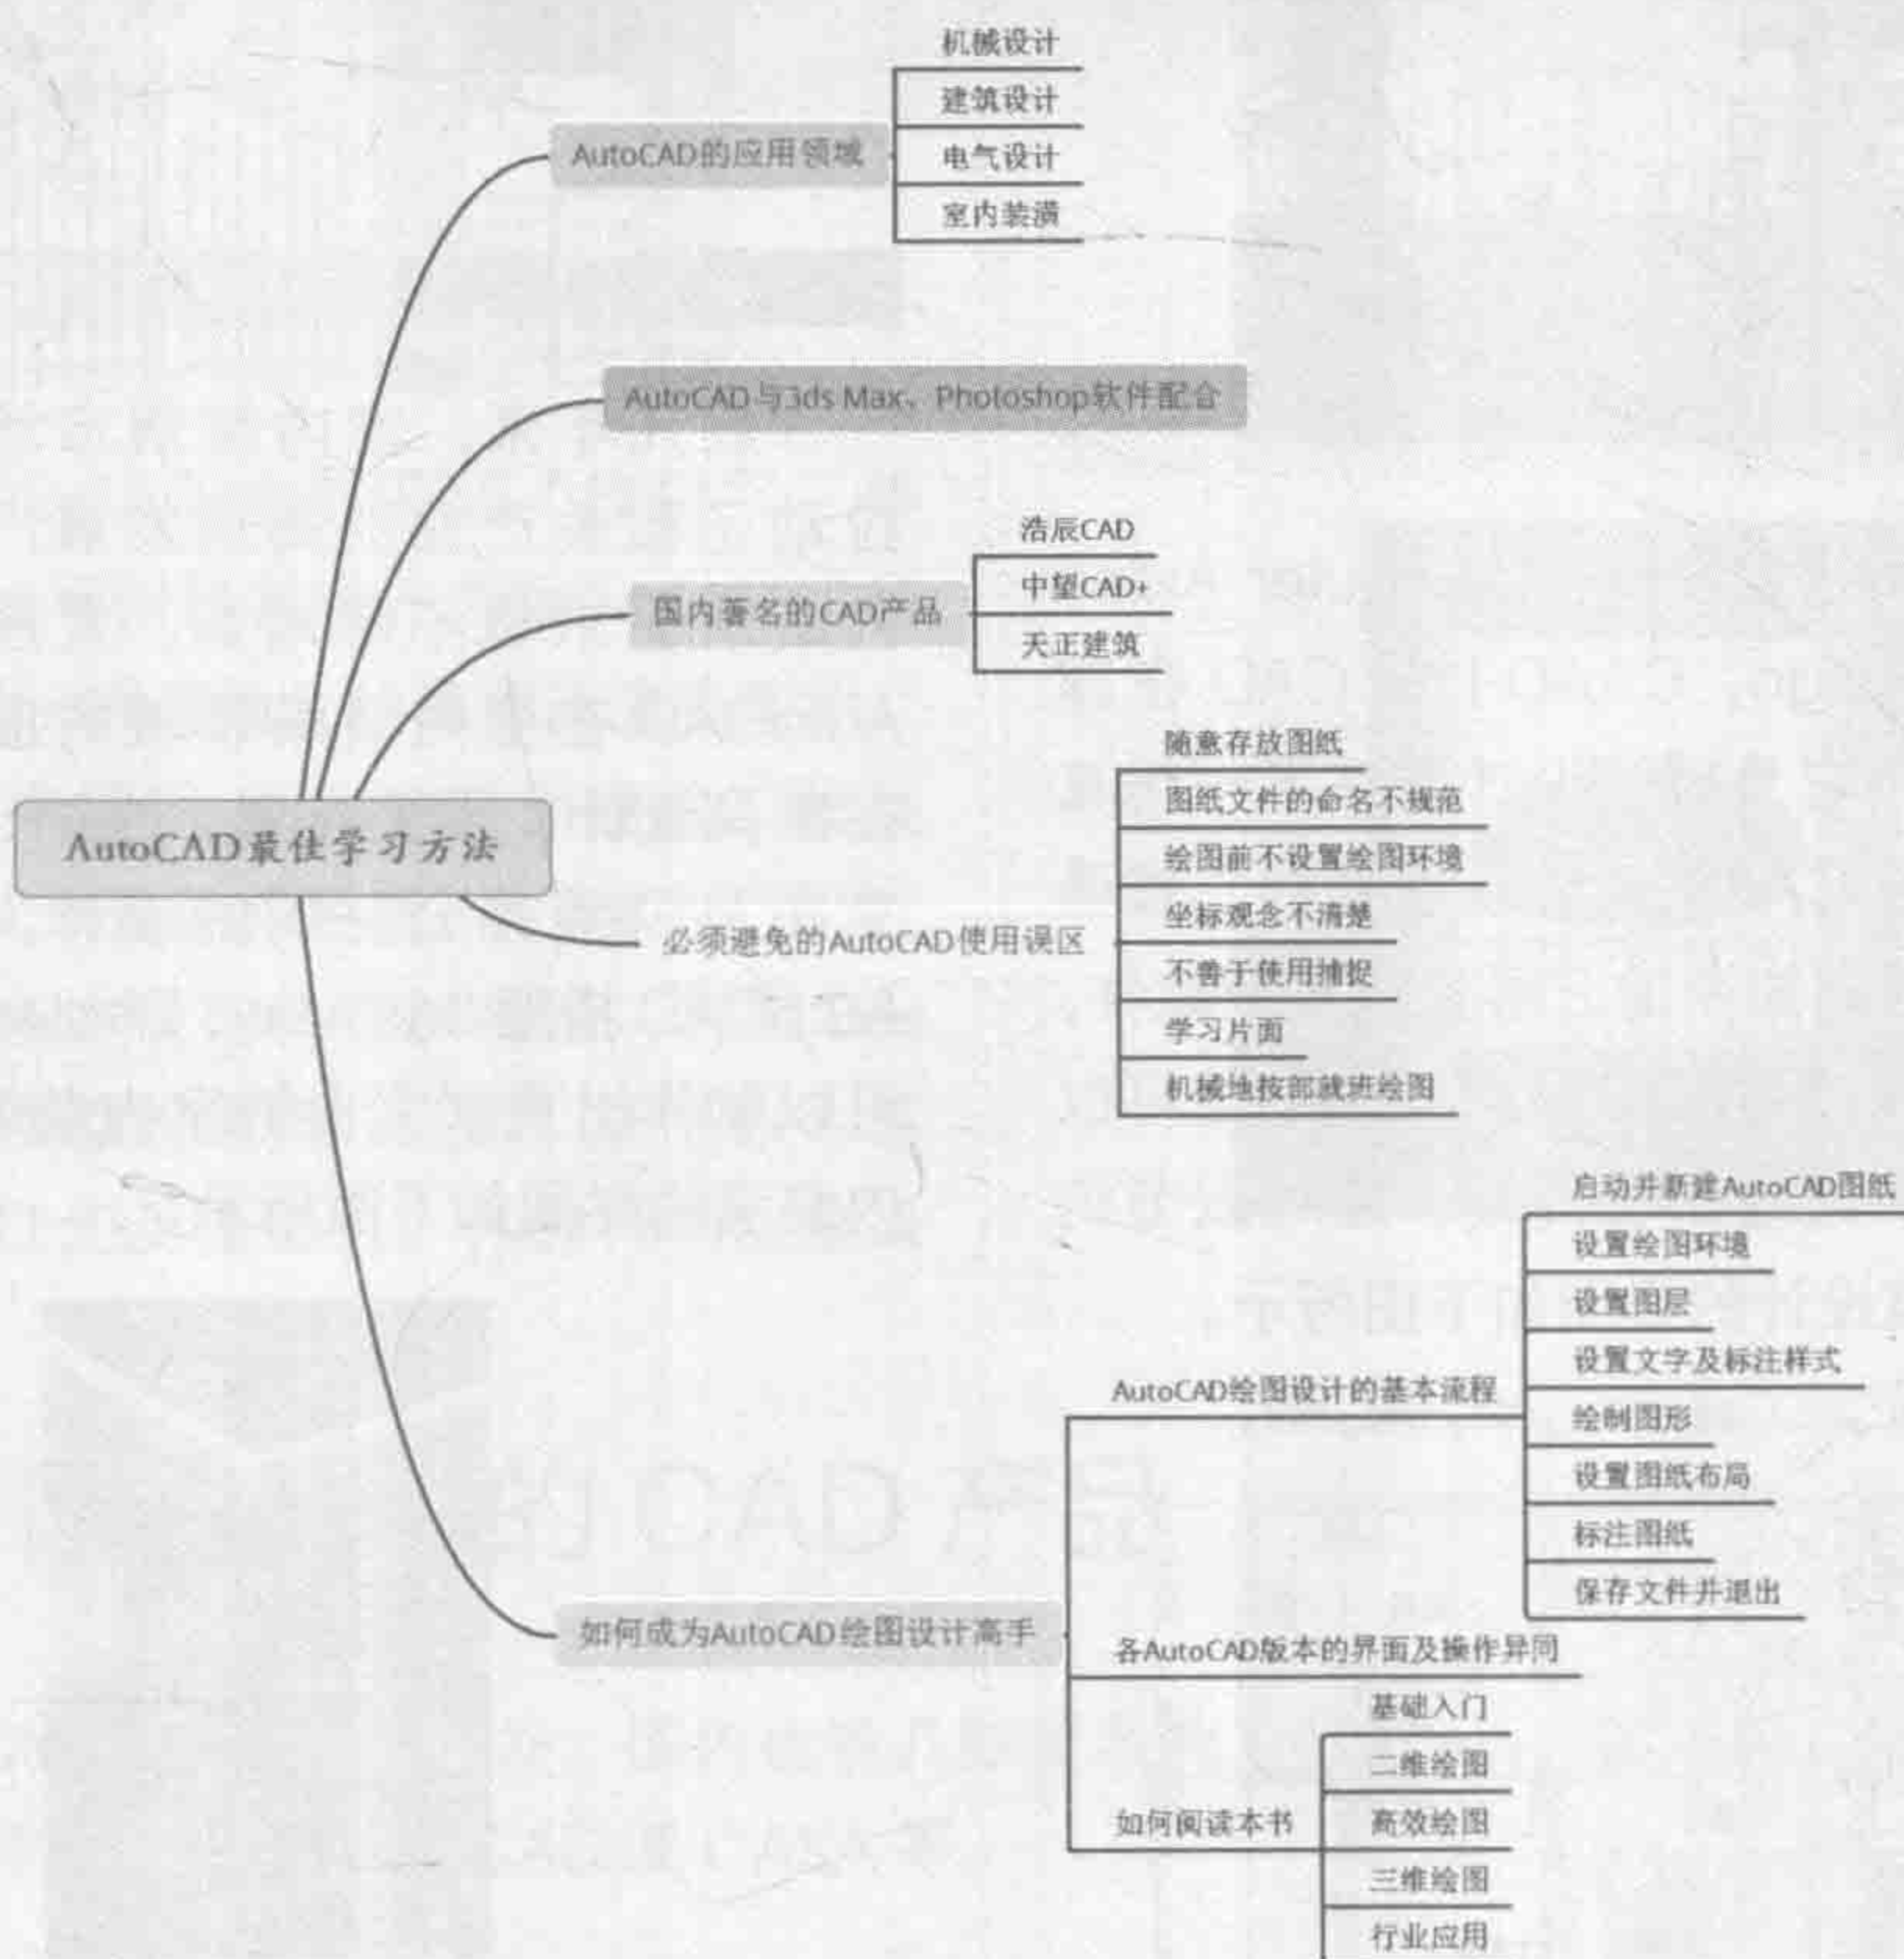 AutoCAD最佳学习方法
AutoCAD的应用领域
机械设计
建筑设计
电气设计
室内装潢
AutoCAD与3ds Max、Photoshop软件配合
国内著名的CAD产品
浩辰CAD
中望CAD+
天正建筑
必须避免的AutoCAD使用误区
随意存放图纸
图纸文件的命名不规范
绘图前不设置绘图环境
坐标观念不清楚
不善于使用捕捉
学习片面
机械地按部就班绘图
如何成为AutoCAD绘图设计高手
AutoCAD绘图设计的基本流程
启动并新建AutoCAD图纸
设置绘图环境
设置图层
设置文字及标注样式
绘制图形
设置图纸布局
标注图纸
保存文件并退出
各AutoCAD版本的界面及操作异同
如何阅读本书
基础入门
二维绘图
高效绘图
三维绘图
行业应用